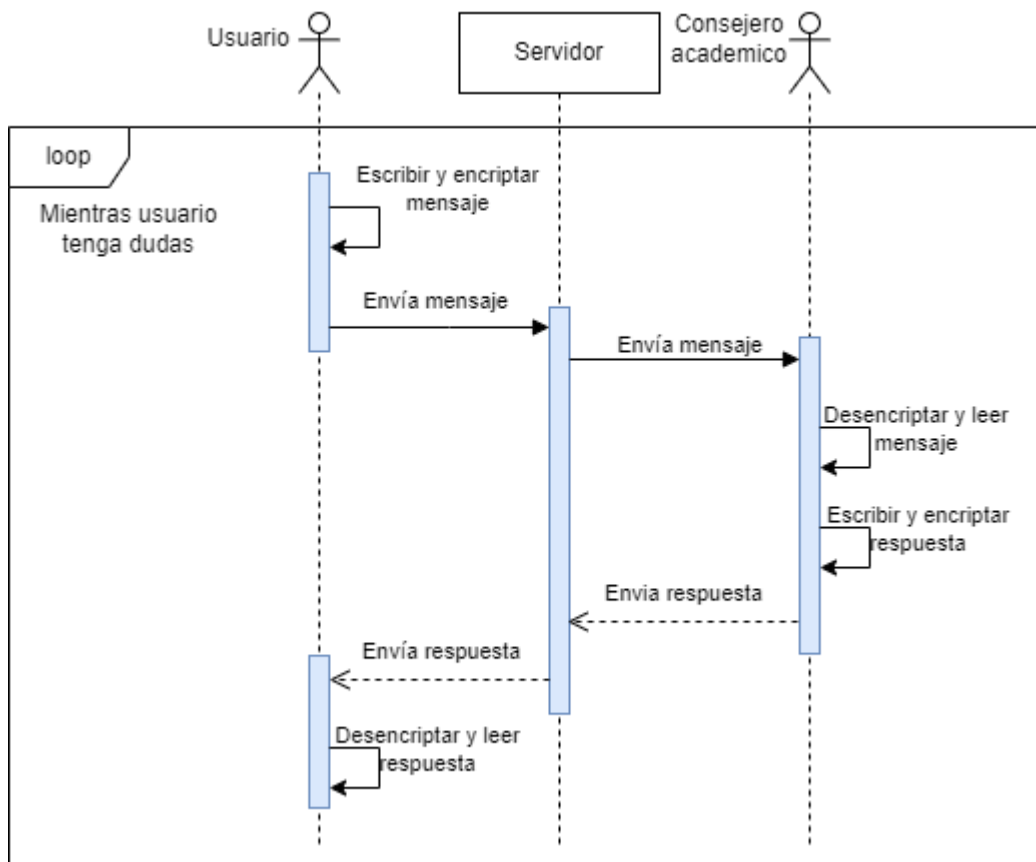 Usuario
Servidor
Consejero
academico
loop
Mientras usuario
tenga dudas
Escribir y encriptar
mensaje
Envía mensaje
Envía mensaje
Desencriptar y leer
mensaje
Escribir y encriptar
respuesta
Envia respuesta
Envía respuesta
Desencriptar y leer
respuesta